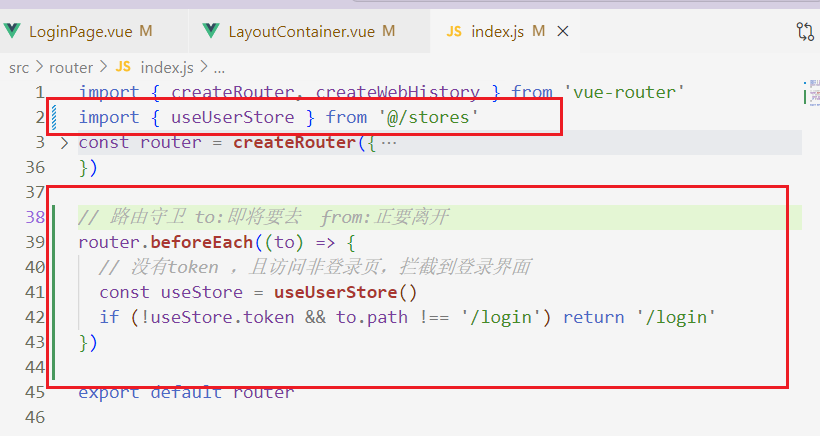 LoginPage.vue M LayoutContainer.vue M JS index.js M
src > router > JS index.js > ...
1 import { createRouter, createWebHistory } from 'vue-router'
2 import { useUserStore } from '@/stores'
3 const router = createRouter({…
36 })
37
38 // 路由守卫 to:即将要去 from:正要离开
39 router.beforeEach((to) => {
40 // 没有token ，且访问非登录页，拦截到登录界面
41 const useStore = useUserStore()
42 if (!useStore.token && to.path !== '/login') return '/login'
43 })
44
45 export default router
46